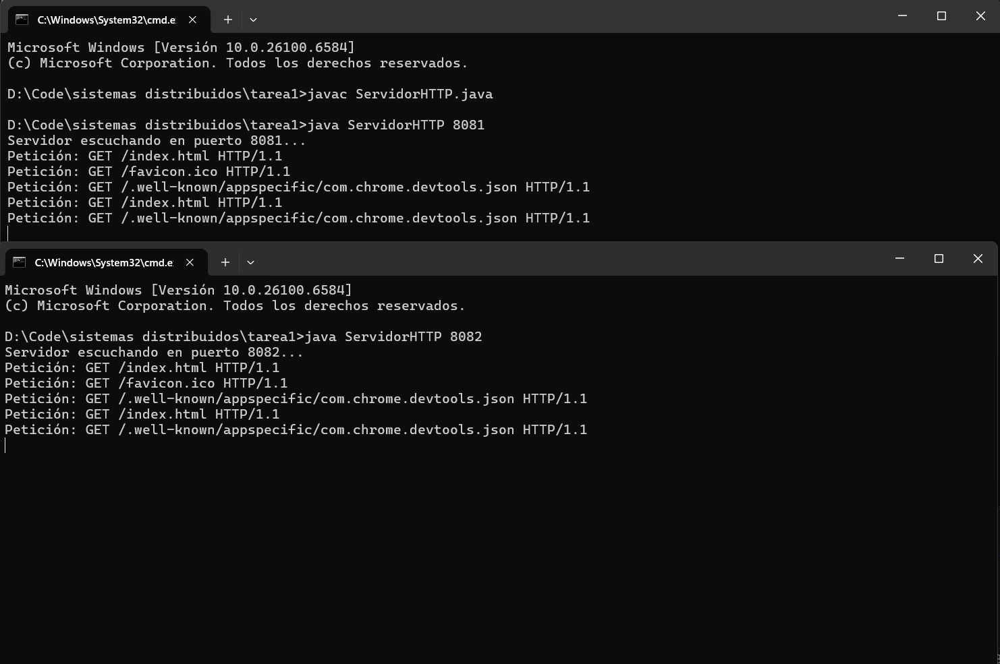 C:\Windows\System32\cmd.e
Microsoft Windows [Versión 10.0.26100.6584]
(c) Microsoft Corporation. Todos los derechos reservados.
D:\Code\sistemas distribuidos\tarea1>javac ServidorHTTP.java
D:\Code\sistemas distribuidos\tarea1>java ServidorHTTP 8081
Servidor escuchando en puerto 8081...
Petición: GET /index.html HTTP/1.1
Petición: GET /favicon.ico HTTP/1.1
Petición: GET /.well-known/appspecific/com.chrome.devtools.json HTTP/1.1
Petición: GET /index.html HTTP/1.1
Petición: GET /.well-known/appspecific/com.chrome.devtools.json HTTP/1.1
C:\Windows\System32\cmd.e
Microsoft Windows [Versión 10.0.26100.6584]
(c) Microsoft Corporation. Todos los derechos reservados.
D:\Code\sistemas distribuidos\tarea1>java ServidorHTTP 8082
Servidor escuchando en puerto 8082...
Petición: GET /index.html HTTP/1.1
Petición: GET /favicon.ico HTTP/1.1
Petición: GET /.well-known/appspecific/com.chrome.devtools.json HTTP/1.1
Petición: GET /index.html HTTP/1.1
Petición: GET /.well-known/appspecific/com.chrome.devtools.json HTTP/1.1